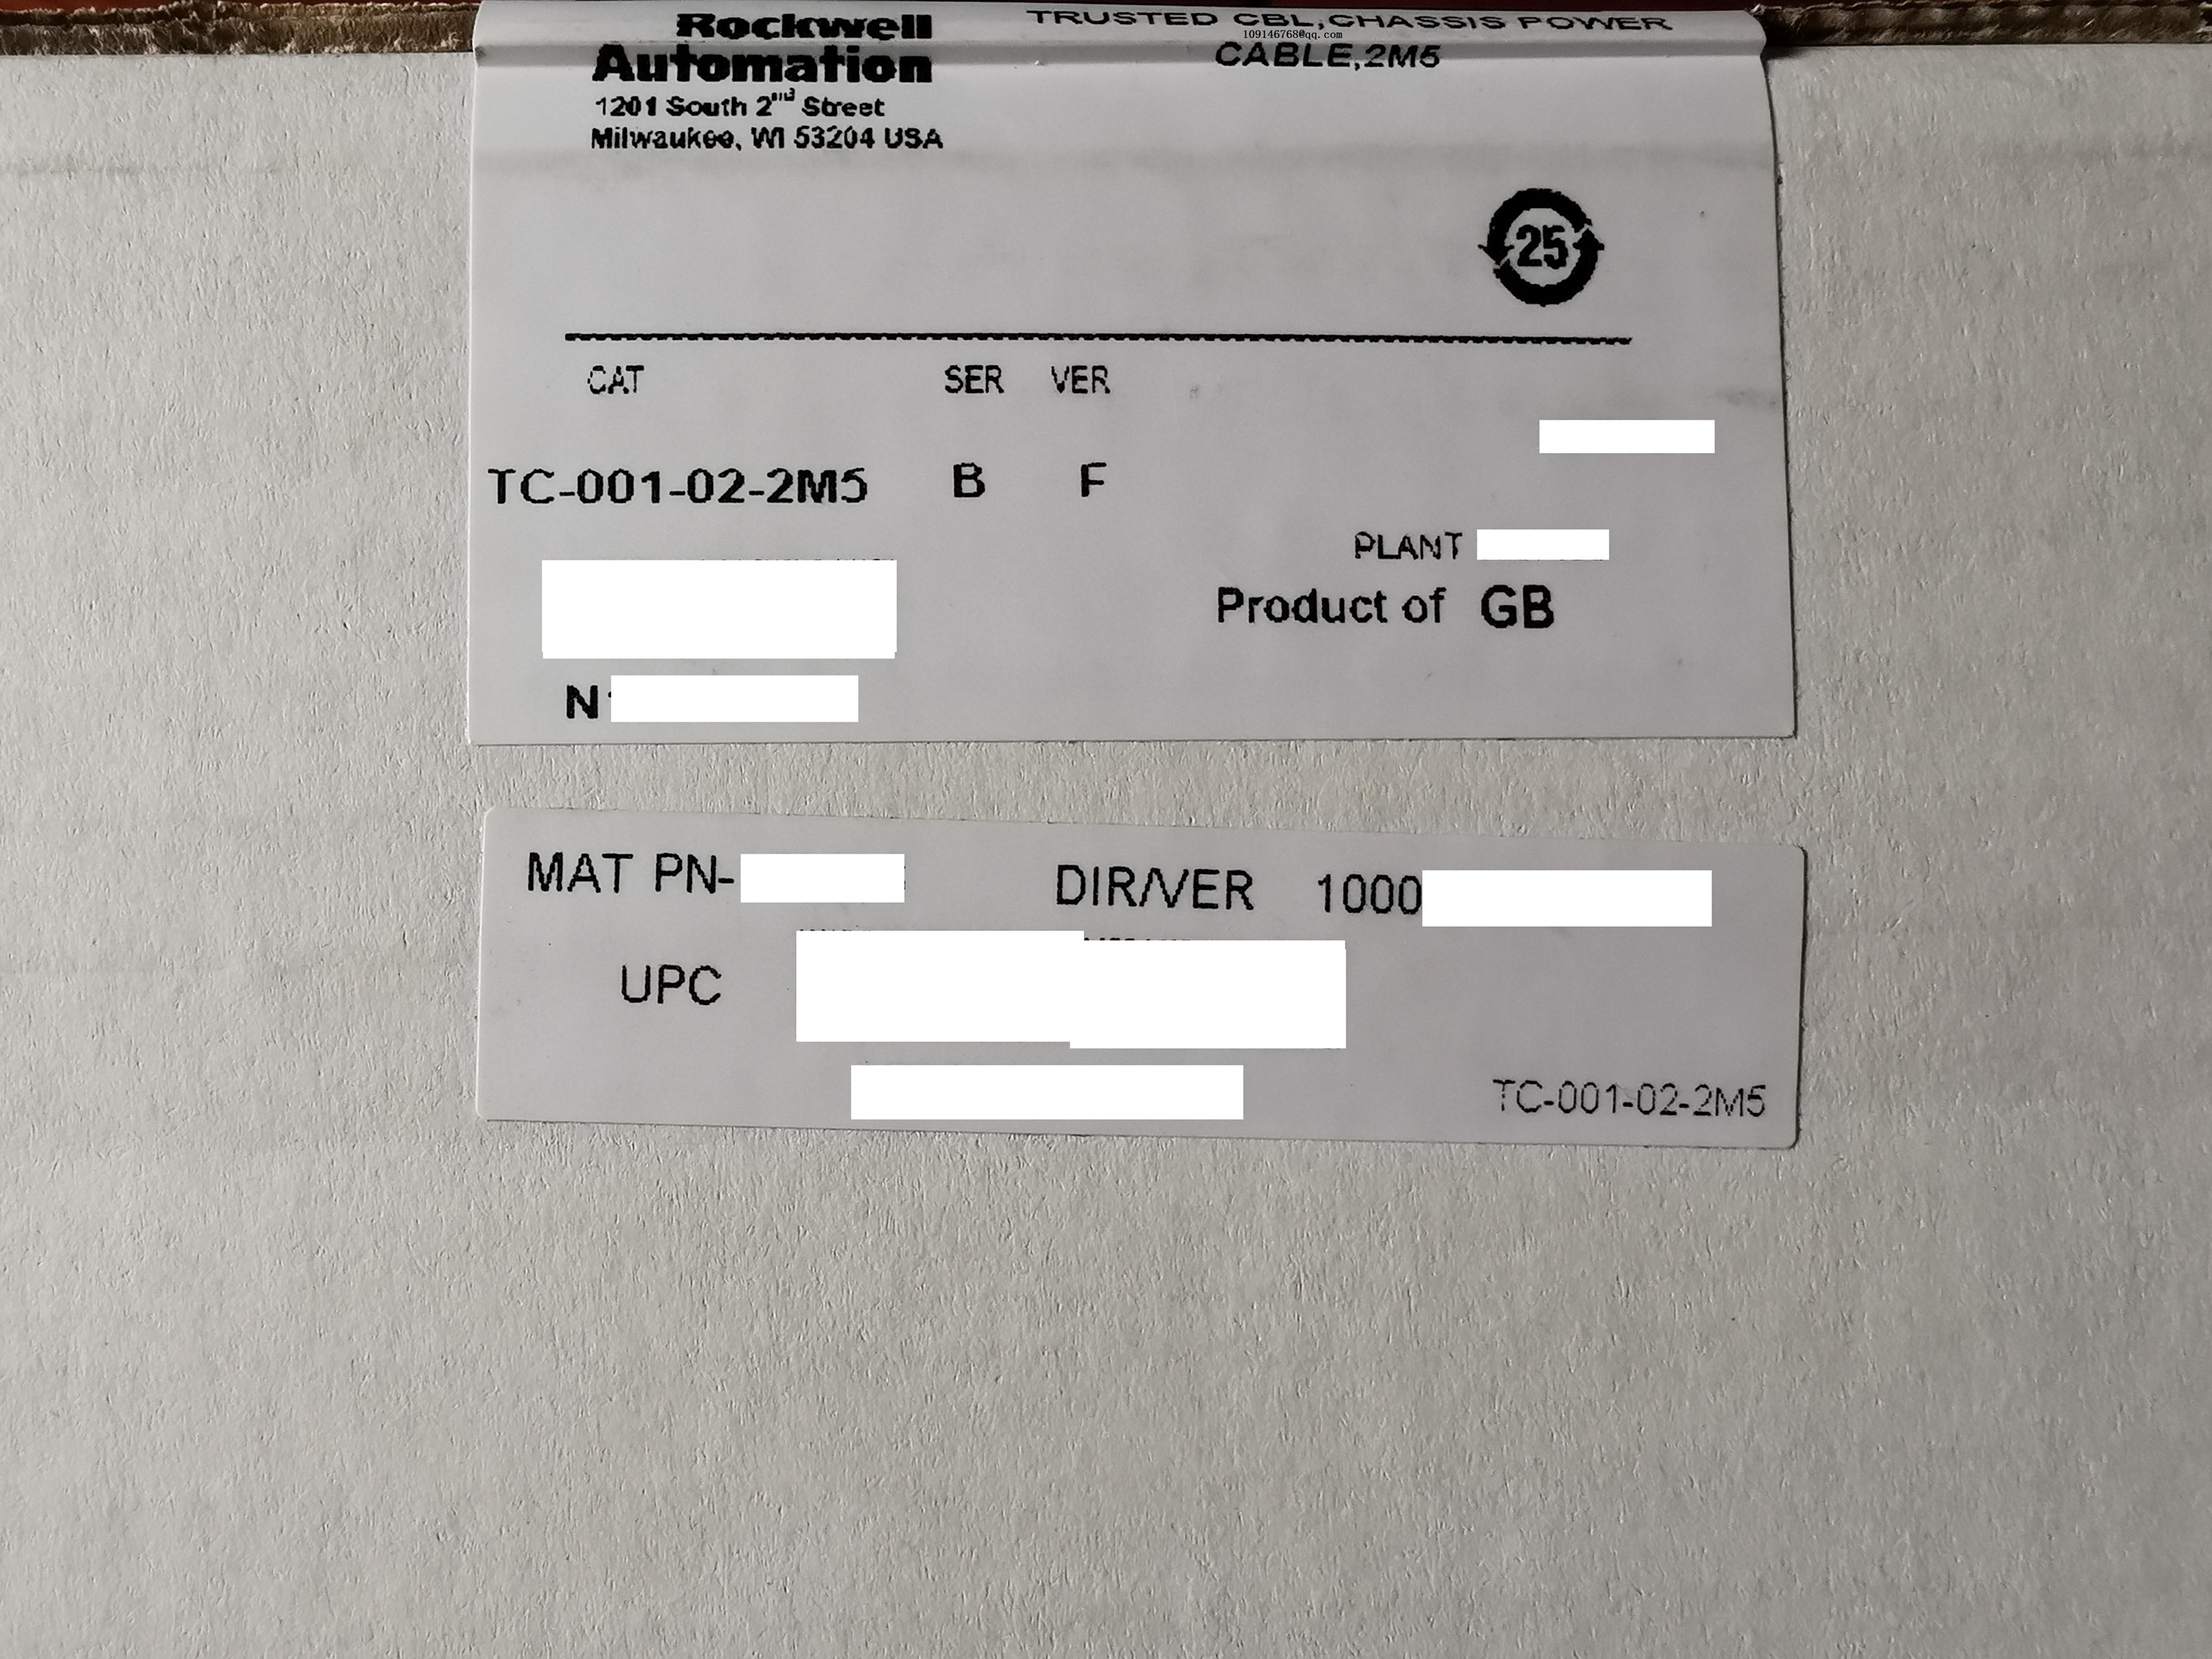 Rockwell
Automation
1201 South 2nd Street
Milwaukee, WI 53204 USA
TRUSTED CBL,CHASSIS POWER
109146768@qq.com
CABLE,2M5
25
CAT SER VER
TC-001-02-2M5 B F
PLANT
Product of GB
N
MAT PN-
DIR/VER 1000
UPC
TC-001-02-2M5